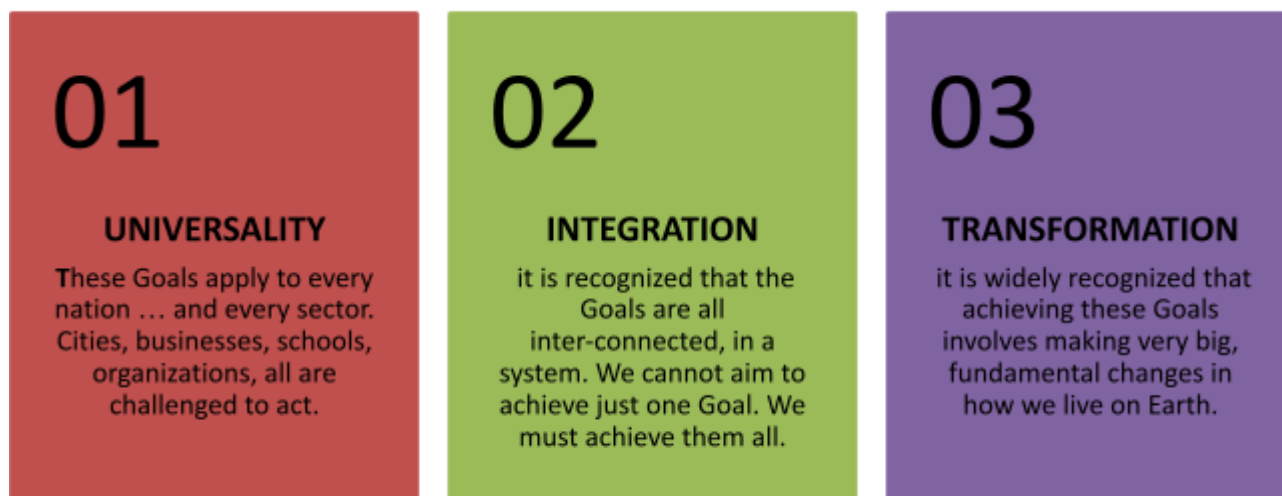 01
UNIVERSALITY
These Goals apply to every
nation … and every sector.
Cities, businesses, schools,
organizations, all are
challenged to act.
02
INTEGRATION
it is recognized that the
Goals are all
inter-connected, in a
system. We cannot aim to
achieve just one Goal. We
must achieve them all.
03
TRANSFORMATION
it is widely recognized that
achieving these Goals
involves making very big,
fundamental changes in
how we live on Earth.